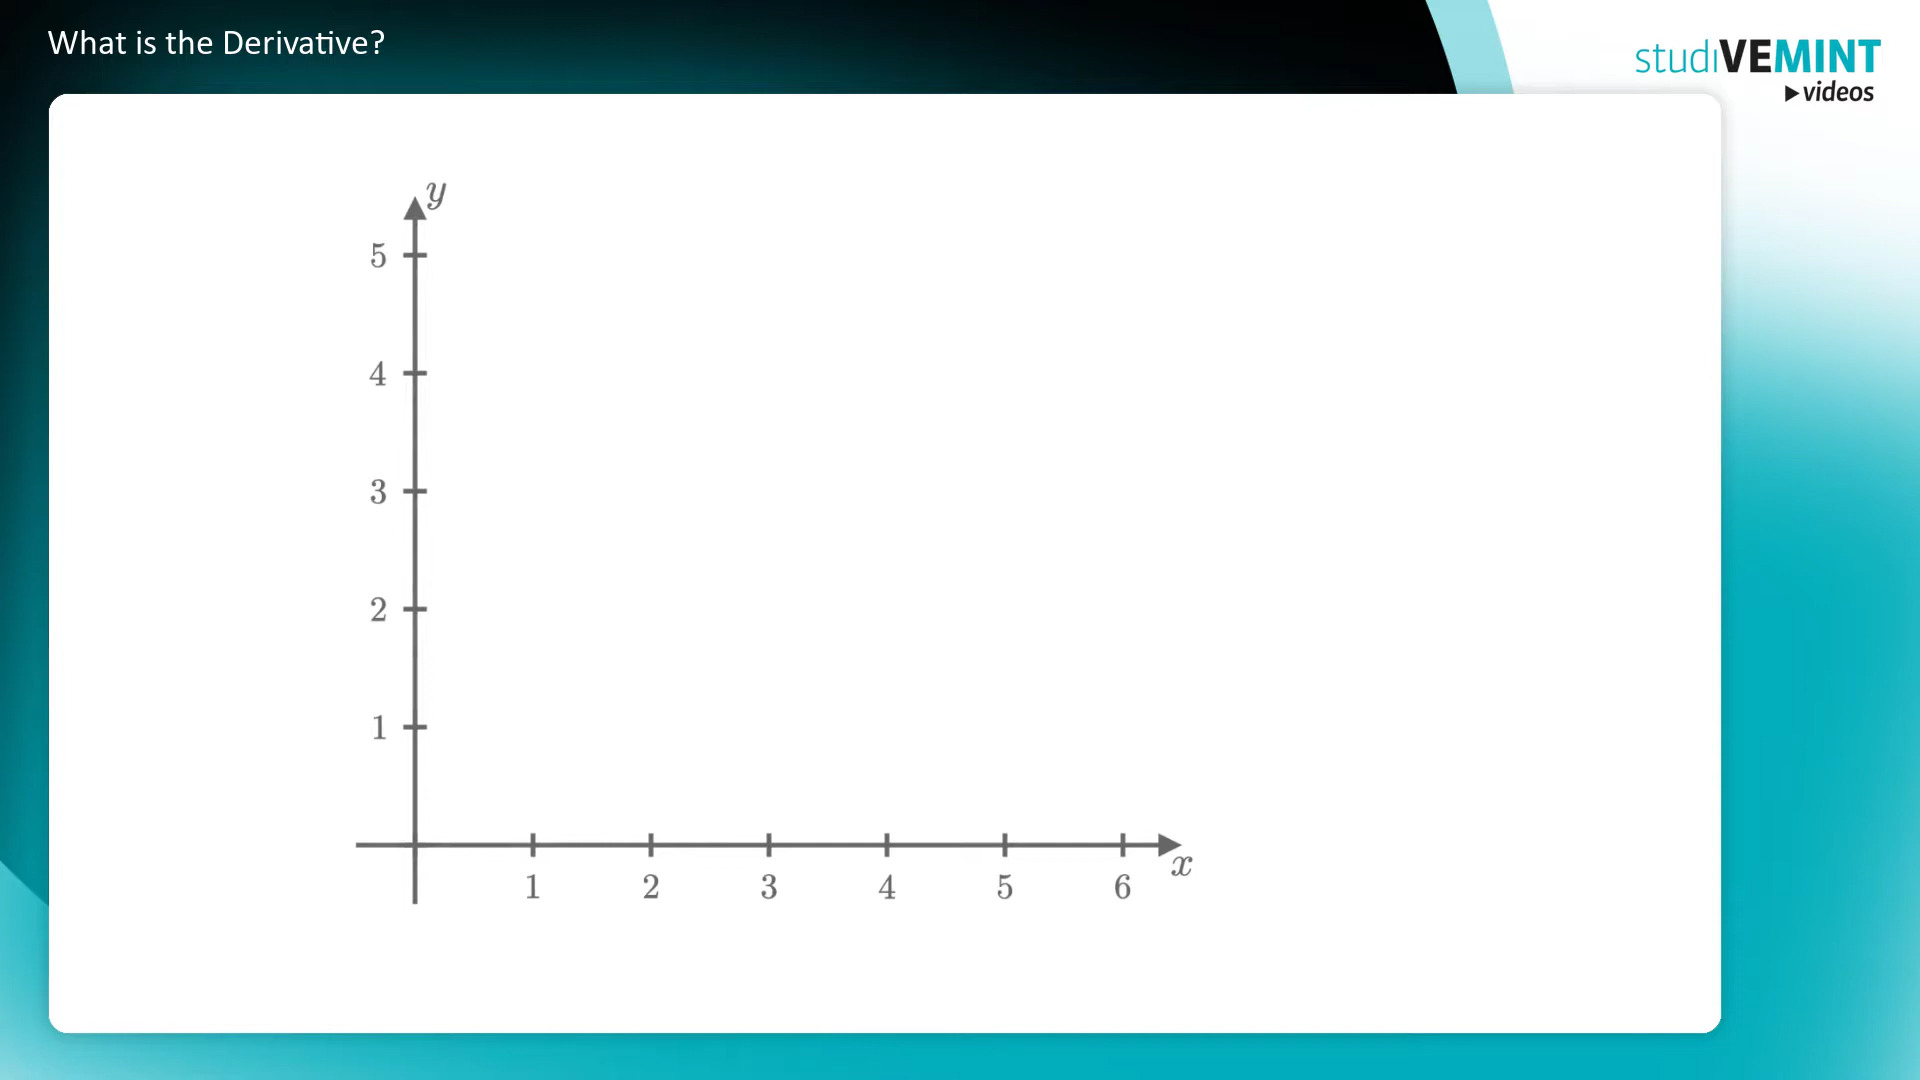 What is the Derivative?
studiVEMINT
videos
y
5
4
3
2
1
1 2 3 4 5 6
x